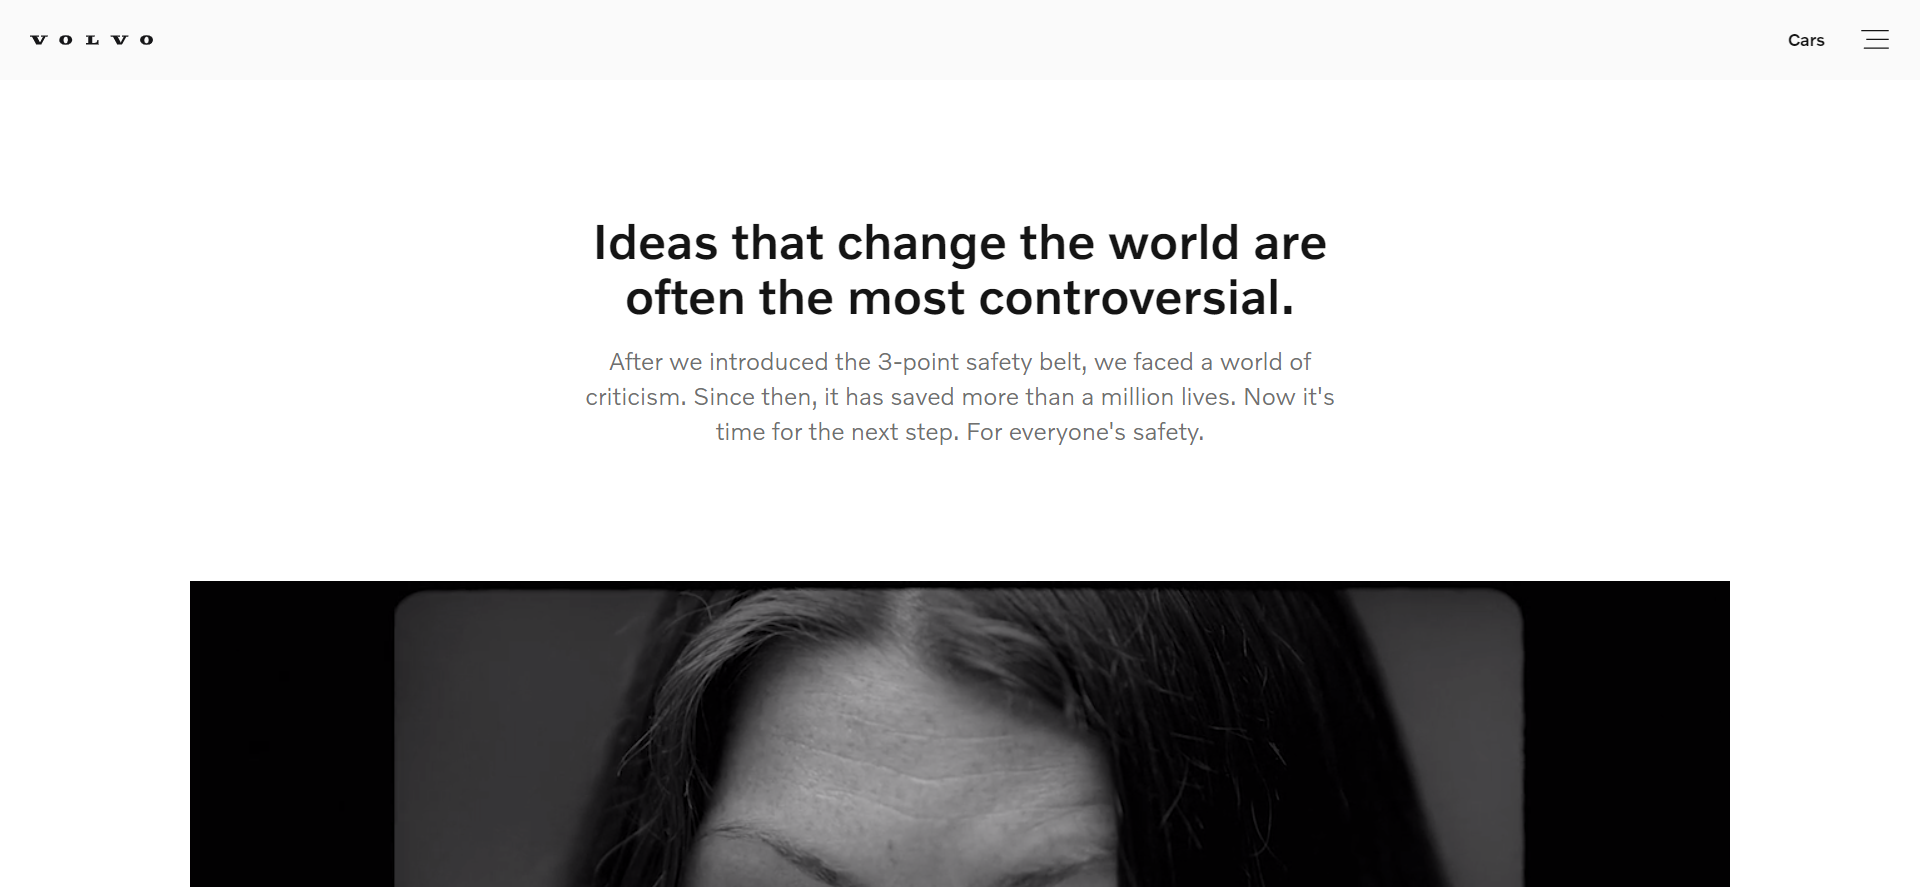 VOLVO
Cars
Ideas that change the world are
often the most controversial.
After we introduced the 3-point safety belt, we faced a world of
criticism. Since then, it has saved more than a million lives. Now it's
time for the next step. For everyone's safety.